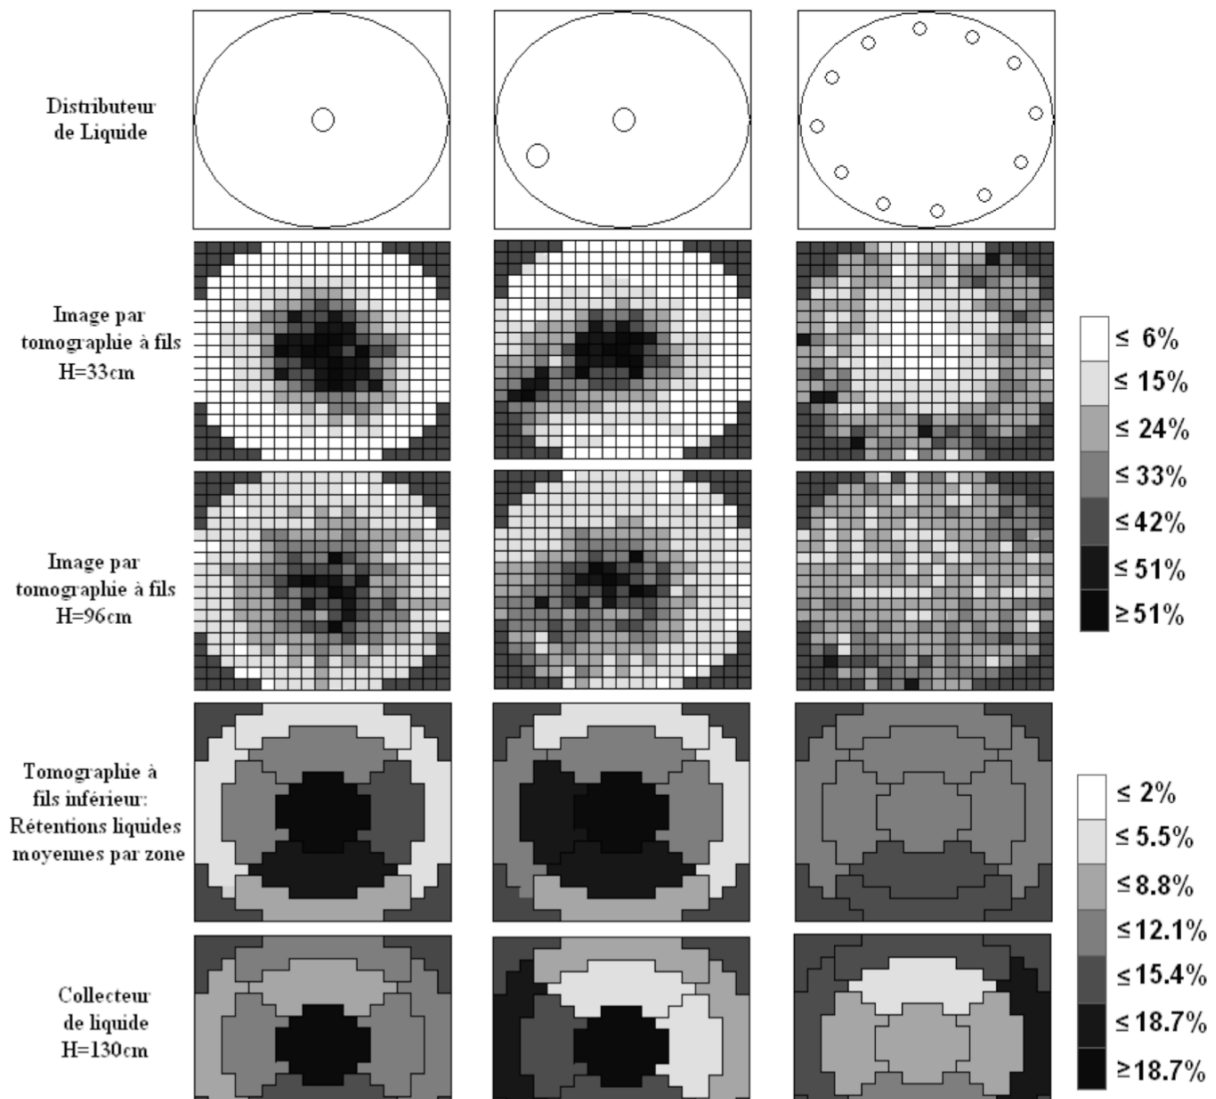 Distributeur
de Liquide
Image par
tomographie à fils
H=33cm
≤ 6%
≤ 15%
≤ 24%
≤ 33%
≤ 42%
≤ 51%
≥ 51%
Image par
tomographie à fils
H=96cm
Tomographie à
fils inférieur:
Rétentions liquides
moyennes par zone
≤ 2%
≤ 5.5%
≤ 8.8%
≤ 12.1%
≤ 15.4%
≤ 18.7%
≥ 18.7%
Collecteur
de liquide
H=130cm